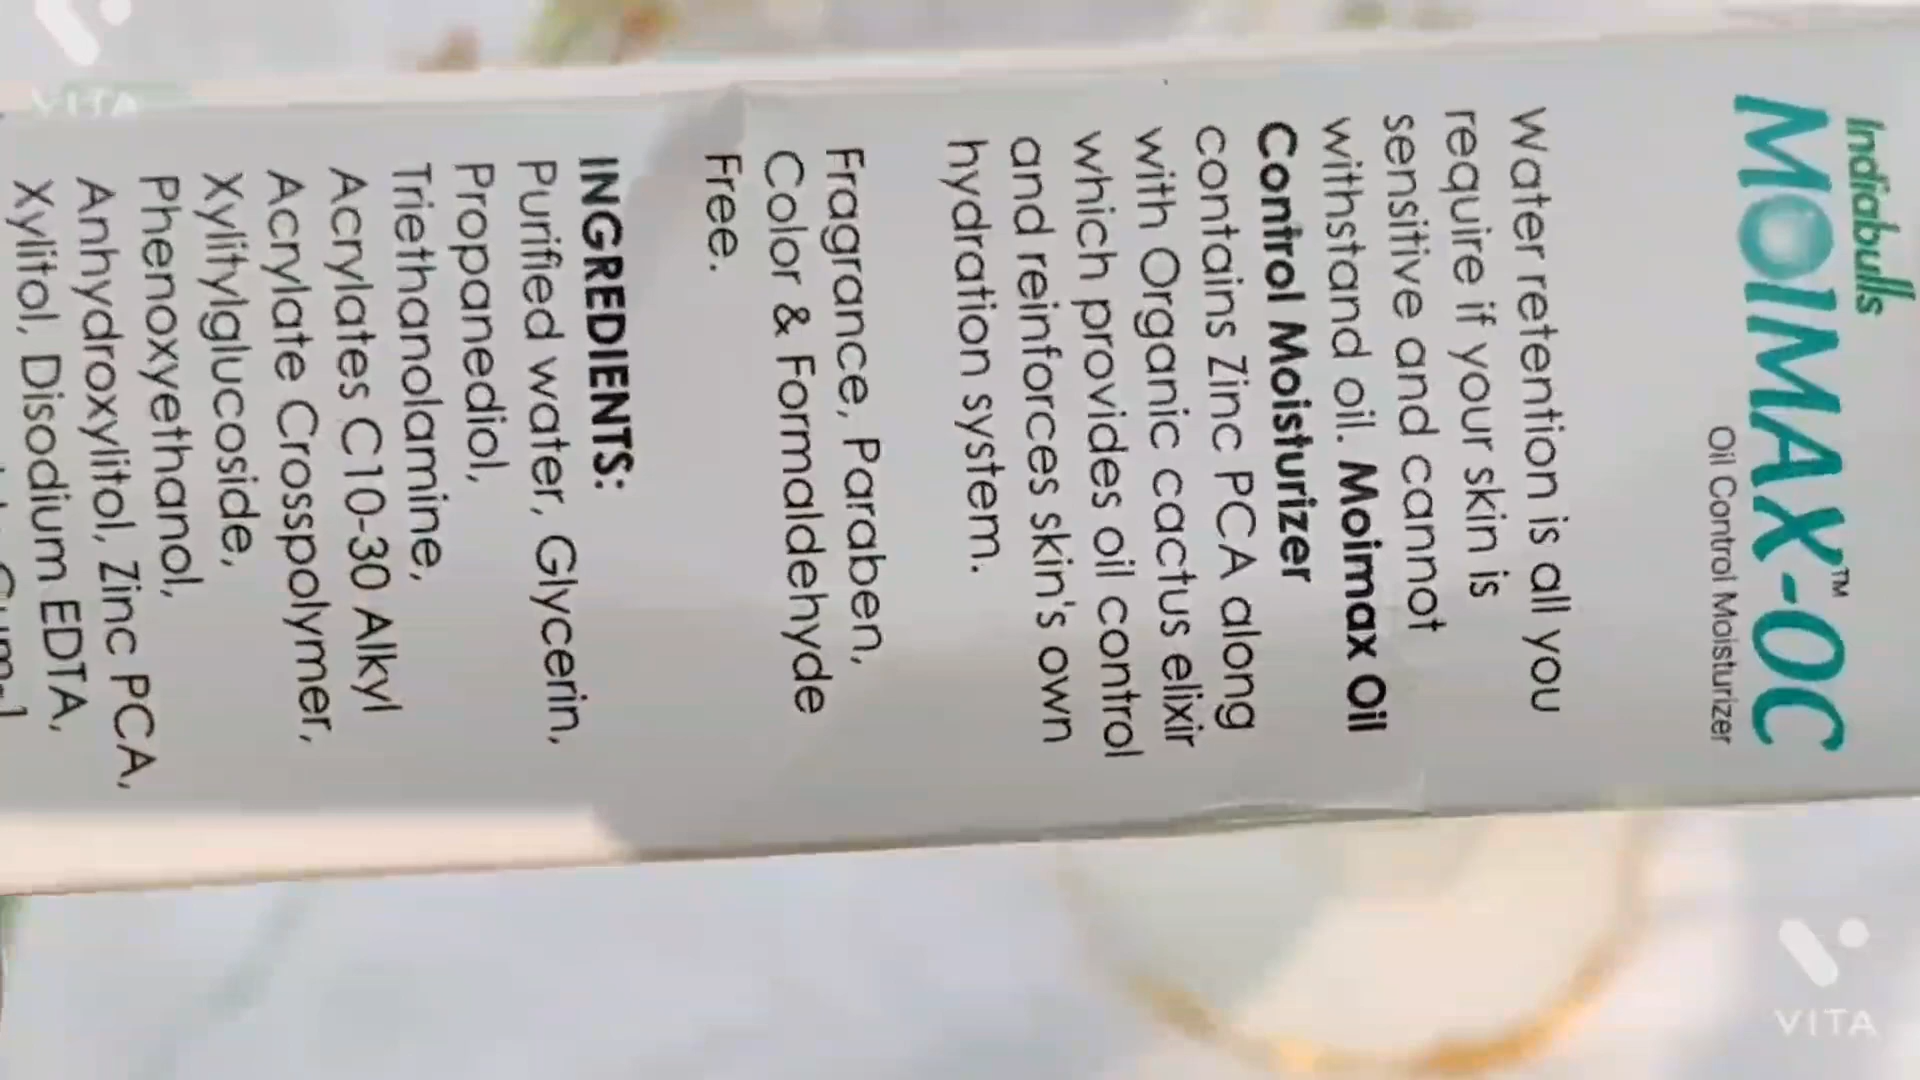 Indiabulls
MOIMAX-OC™
Oil Control Moisturizer
Water retention is all you
require if your skin is
sensitive and cannot
withstand oil. Moimax Oil
Control Moisturizer
contains Zinc PCA along
with Organic cactus elixir
which provides oil control
and reinforces skin's own
hydration system.
Fragrance, Paraben,
Color & Formaldehyde
Free.
INGREDIENTS:
Purified water, Glycerin,
Propanediol,
Triethanolamine,
Acrylates C10-30 Alkyl
Acrylate Crosspolymer,
Xylitylglucoside,
Phenoxyethanol,
Anhydroxylitol, Zinc PCA,
Xylitol, Disodium EDTA,
VITA
VITA